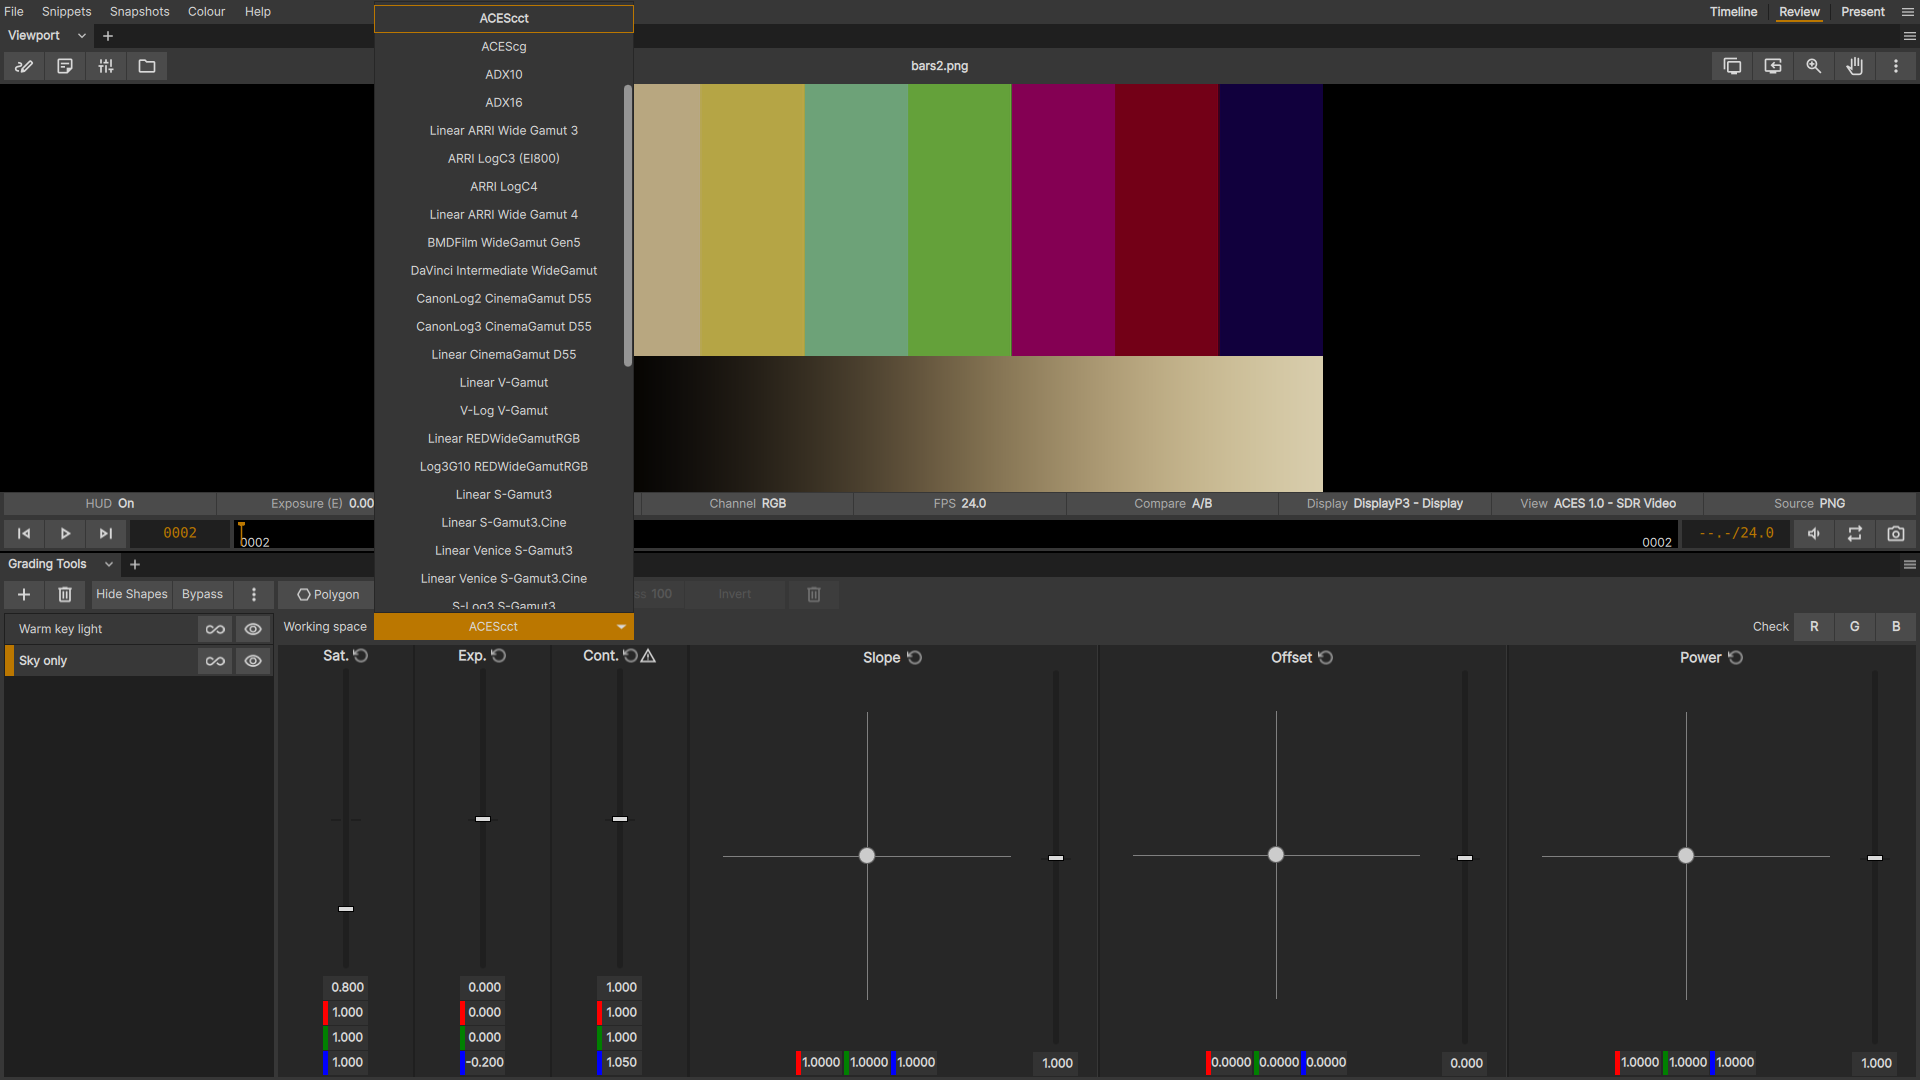 File Snippets Snapshots Colour Help
Timeline Review Present
Viewport
bars2.png
ACEScct
ACEScg
ADX10
ADX16
Linear ARRI Wide Gamut 3
ARRI LogC3 (EI800)
ARRI LogC4
Linear ARRI Wide Gamut 4
BMDFilm WideGamut Gen5
DaVinci Intermediate WideGamut
CanonLog2 CinemaGamut D55
CanonLog3 CinemaGamut D55
Linear CinemaGamut D55
Linear V-Gamut
V-Log V-Gamut
Linear REDWideGamutRGB
Log3G10 REDWideGamutRGB
Linear S-Gamut3
Linear S-Gamut3.Cine
Linear Venice S-Gamut3
Linear Venice S-Gamut3.Cine
S-Log3 S-Gamut3
HUD On Exposure (E) 0.00 Channel RGB FPS 24.0 Compare A/B Display DisplayP3 - Display View ACES 1.0 - SDR Video Source PNG
0002 0002 0002 --.-/24.0
Grading Tools
Hide Shapes Bypass Polygon 100 Invert
Warm key light
Sky only
Working space ACEScct Check R G B
Sat. Exp. Cont. Slope Offset Power
0.800 0.000 1.000
1.000 0.000 1.000
1.000 0.000 1.000
1.000 -0.200 1.050 1.0000 1.0000 1.0000 1.000 0.0000 0.0000 0.0000 0.000 1.0000 1.0000 1.0000 1.000